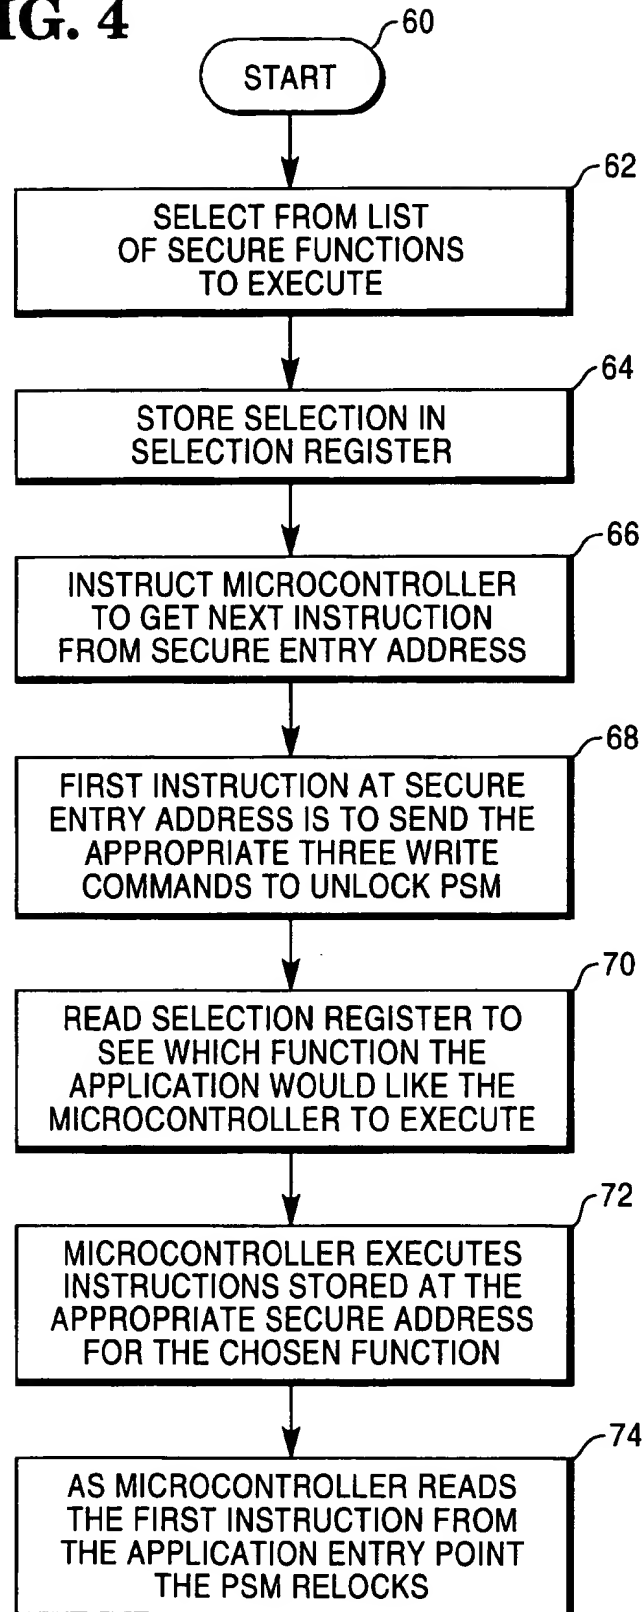 IG. 4
60
START
62
SELECT FROM LIST
OF SECURE FUNCTIONS
TO EXECUTE
64
STORE SELECTION IN
SELECTION REGISTER
66
INSTRUCT MICROCONTROLLER
TO GET NEXT INSTRUCTION
FROM SECURE ENTRY ADDRESS
68
FIRST INSTRUCTION AT SECURE
ENTRY ADDRESS IS TO SEND THE
APPROPRIATE THREE WRITE
COMMANDS TO UNLOCK PSM
70
READ SELECTION REGISTER TO
SEE WHICH FUNCTION THE
APPLICATION WOULD LIKE THE
MICROCONTROLLER TO EXECUTE
72
MICROCONTROLLER EXECUTES
INSTRUCTIONS STORED AT THE
APPROPRIATE SECURE ADDRESS
FOR THE CHOSEN FUNCTION
74
AS MICROCONTROLLER READS
THE FIRST INSTRUCTION FROM
THE APPLICATION ENTRY POINT
THE PSM RELOCKS